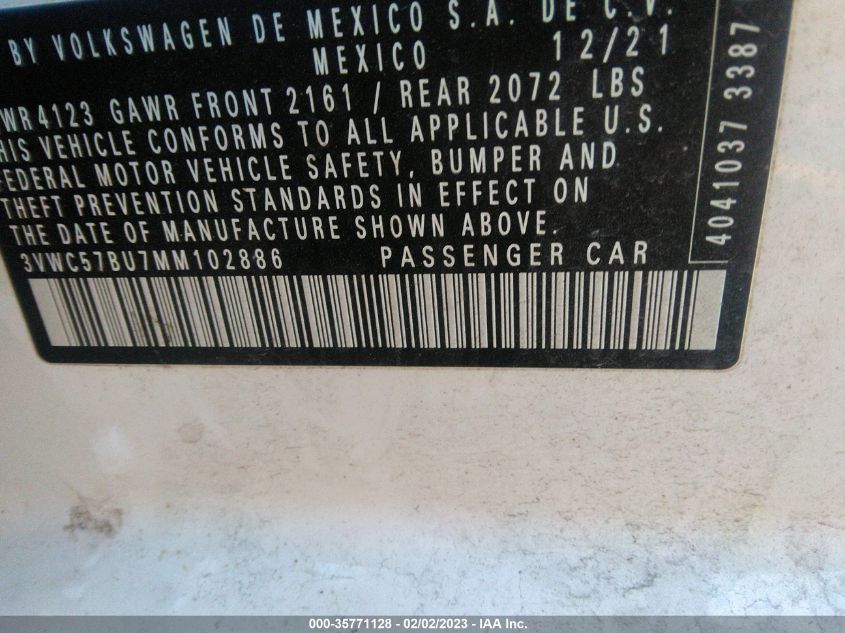 BY VOLKSWAGEN DE MEXICO S.A. DE C.V.
MEXICO 12/21
WR4123 GAWR FRONT 2161 / REAR 2072 LBS
HIS VEHICLE CONFORMS TO ALL APPLICABLE U.S.
FEDERAL MOTOR VEHICLE SAFETY, BUMPER AND
THEFT PREVENTION STANDARDS IN EFFECT ON
THE DATE OF MANUFACTURE SHOWN ABOVE.
3VWC57BU7MM102886 PASSENGER CAR
4041037 3387
000-35771128 - 02/02/2023 - IAA, Inc.